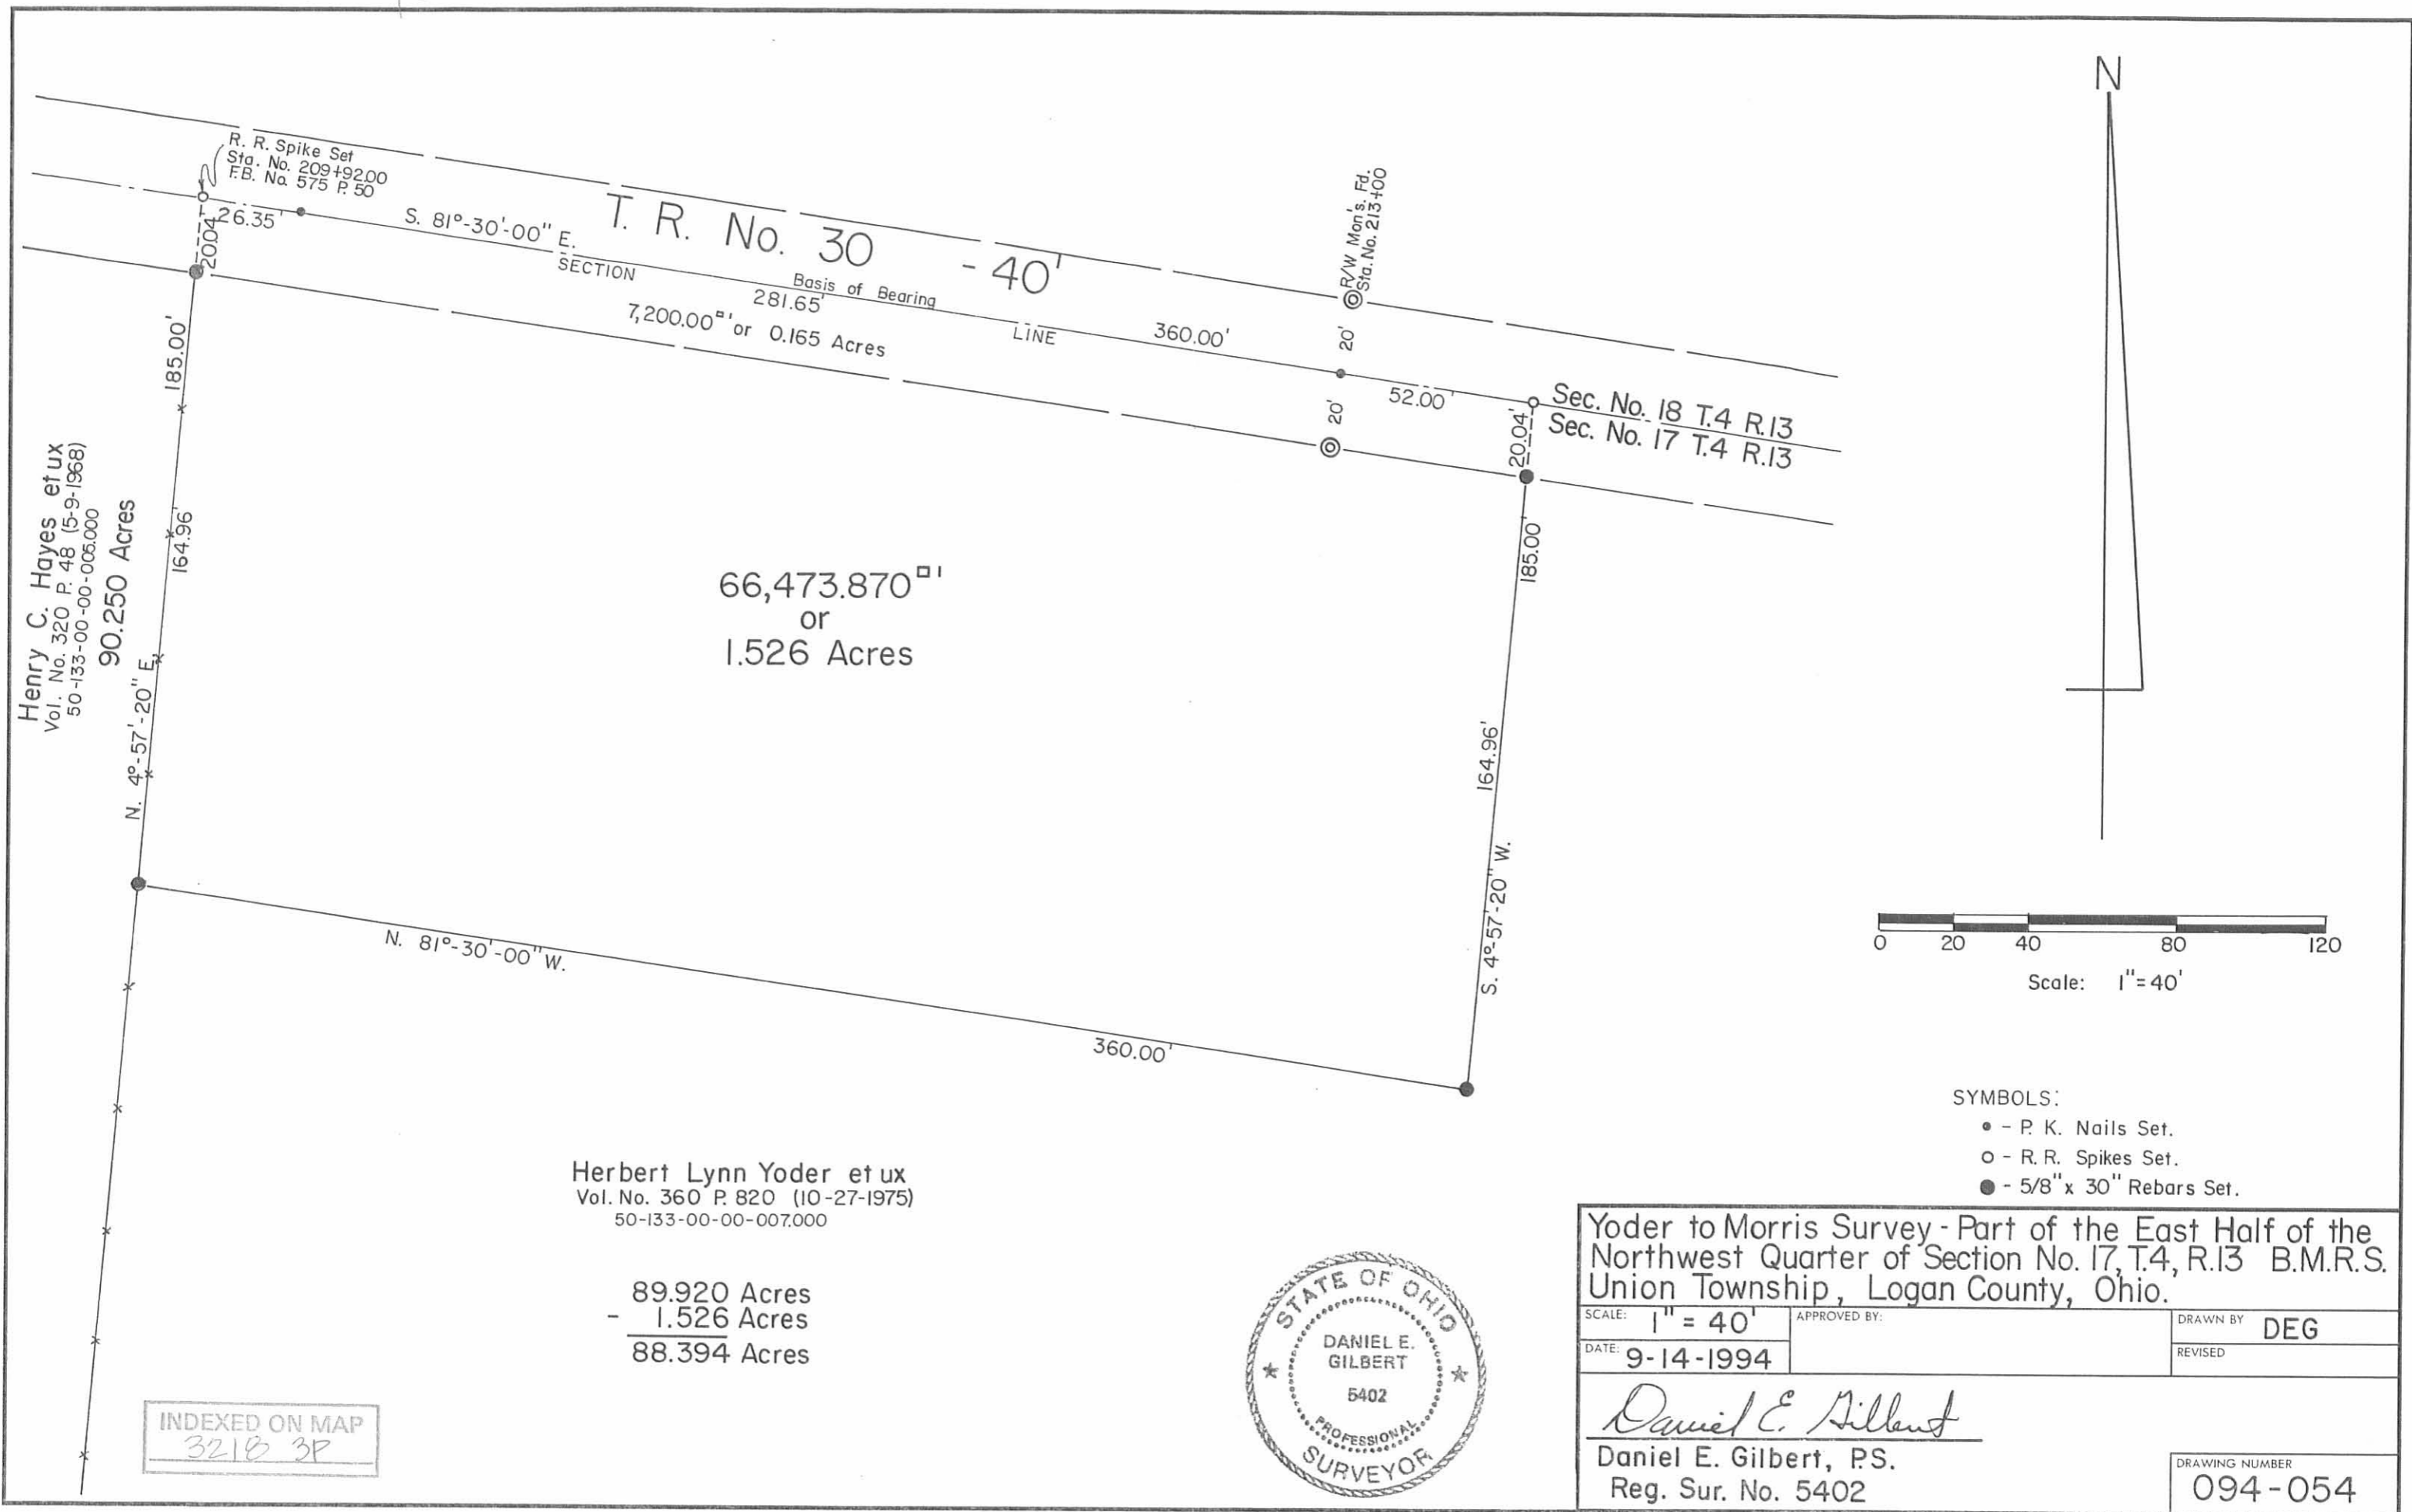 N
R. R. Spike Set
Sta. No. 209+92.00
F.B. No. 575 P. 50
26.35'
20.04'
S. 81°-30'-00" E.
SECTION
T. R. No. 30 - 40'
Basis of Bearing
281.65'
LINE
360.00'
7,200.00□' or 0.165 Acres
R/W Mon's. Fd.
Sta. No. 213+00
20'
20'
52.00'
20.04'
Sec. No. 18 T.4 R.13
Sec. No. 17 T.4 R.13
185.00'
164.96'
N. 4°-57'-20" E.
Henry C. Hayes et ux
Vol. No. 320 P. 48 (5-9-1968)
50-133-00-00-005.000
90.250 Acres
66,473.870□'
or
1.526 Acres
185.00'
164.96'
S. 4°-57'-20" W.
N. 81°-30'-00" W.
360.00'
0 20 40 80 120
Scale: 1"=40'
SYMBOLS:
- P. K. Nails Set.
- R. R. Spikes Set.
- 5/8" x 30" Rebars Set.
Herbert Lynn Yoder et ux
Vol. No. 360 P. 820 (10-27-1975)
50-133-00-00-007.000
89.920 Acres
- 1.526 Acres
88.394 Acres
INDEXED ON MAP
3218 3P
STATE OF OHIO
DANIEL E.
GILBERT
5402
PROFESSIONAL
SURVEYOR
Yoder to Morris Survey - Part of the East Half of the
Northwest Quarter of Section No. 17, T.4, R.13 B.M.R.S.
Union Township, Logan County, Ohio.
SCALE: 1" = 40'
APPROVED BY:
DRAWN BY DEG
DATE: 9-14-1994
REVISED
Daniel E. Gilbert
Daniel E. Gilbert, P.S.
Reg. Sur. No. 5402
DRAWING NUMBER
094-054